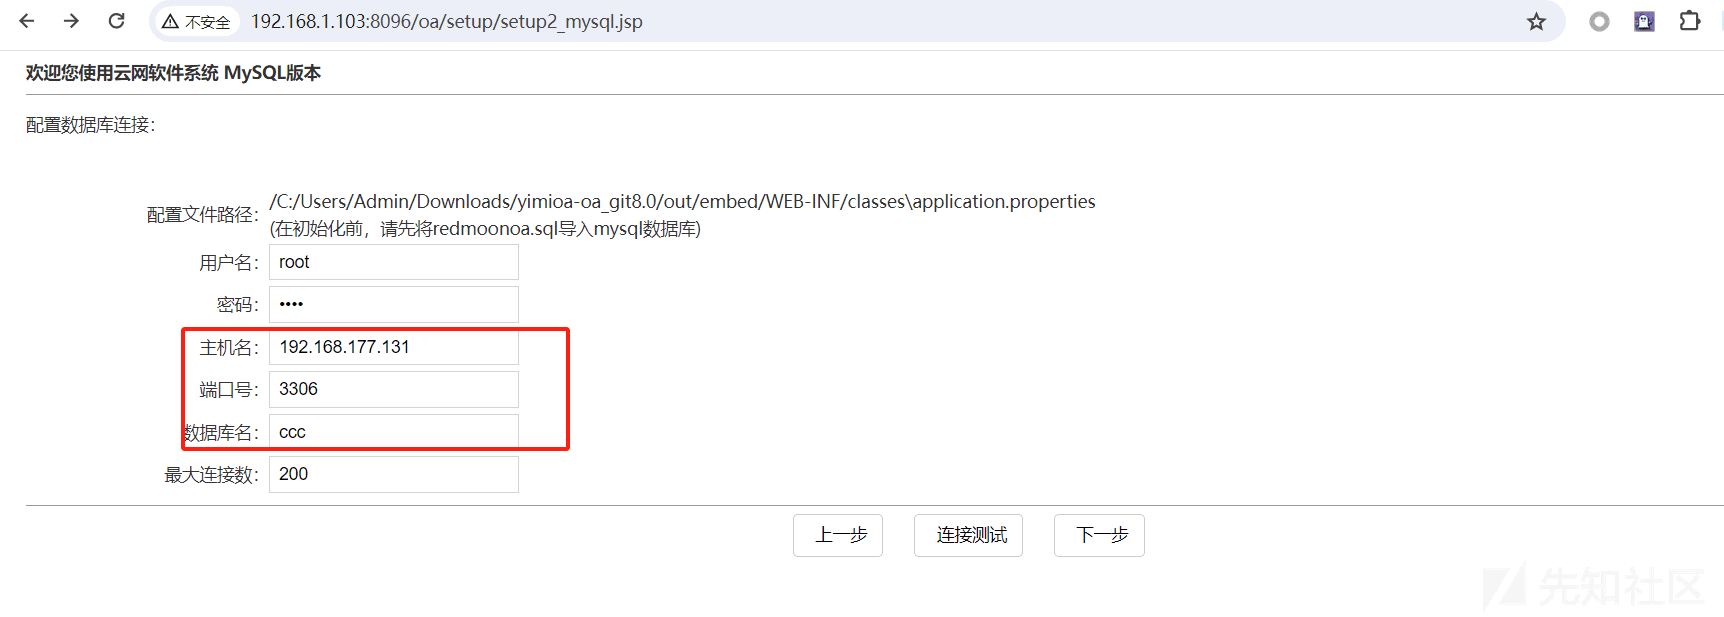 不安全 192.168.1.103:8096/oa/setup/setup2_mysql.jsp
欢迎您使用云网软件系统 MySQL版本
配置数据库连接：
配置文件路径： /C:/Users/Admin/Downloads/yimioa-oa_git8.0/out/embed/WEB-INF/classes\application.properties
(在初始化前，请先将redmoonoa.sql导入mysql数据库)
用户名： root
密码： ••••
主机名： 192.168.177.131
端口号： 3306
数据库名： ccc
最大连接数： 200
上一步 连接测试 下一步
先知社区